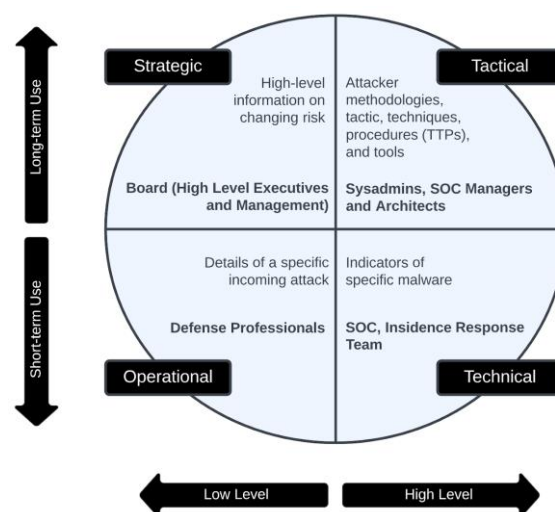 Long-term Use
Strategic
Tactical
High-level
information on
changing risk
Attacker
methodologies,
tactic, techniques,
procedures (TTPs),
and tools
Board (High Level Executives
and Management)
Sysadmins, SOC Managers
and Architects
Short-term Use
Details of a specific
incoming attack
Indicators of
specific malware
Defense Professionals
SOC, Insidence Response
Team
Operational
Technical
Low Level
High Level